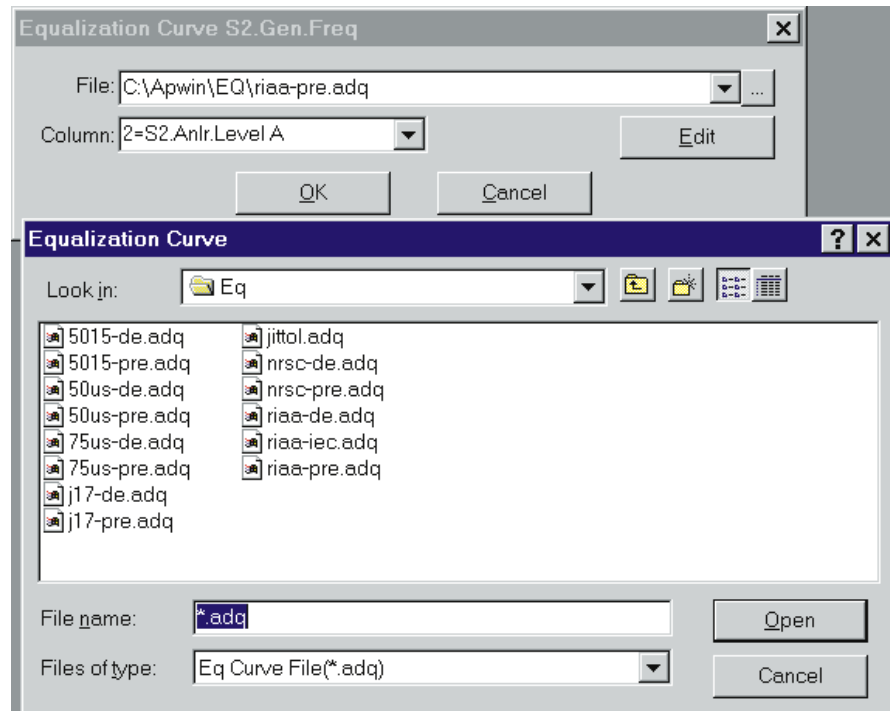 Equalization Curve S2.Gen.Freq
File: C:\Apwin\EQ\riaa-pre.adq ...
Column: 2=S2.Anlr.Level A Edit
OK Cancel
Equalization Curve
Look in: Eq
5015-de.adq jittol.adq
5015-pre.adq nrsc-de.adq
50us-de.adq nrsc-pre.adq
50us-pre.adq riaa-de.adq
75us-de.adq riaa-iec.adq
75us-pre.adq riaa-pre.adq
j17-de.adq
j17-pre.adq
File name: *.adq Open
Files of type: Eq Curve File(*.adq) Cancel